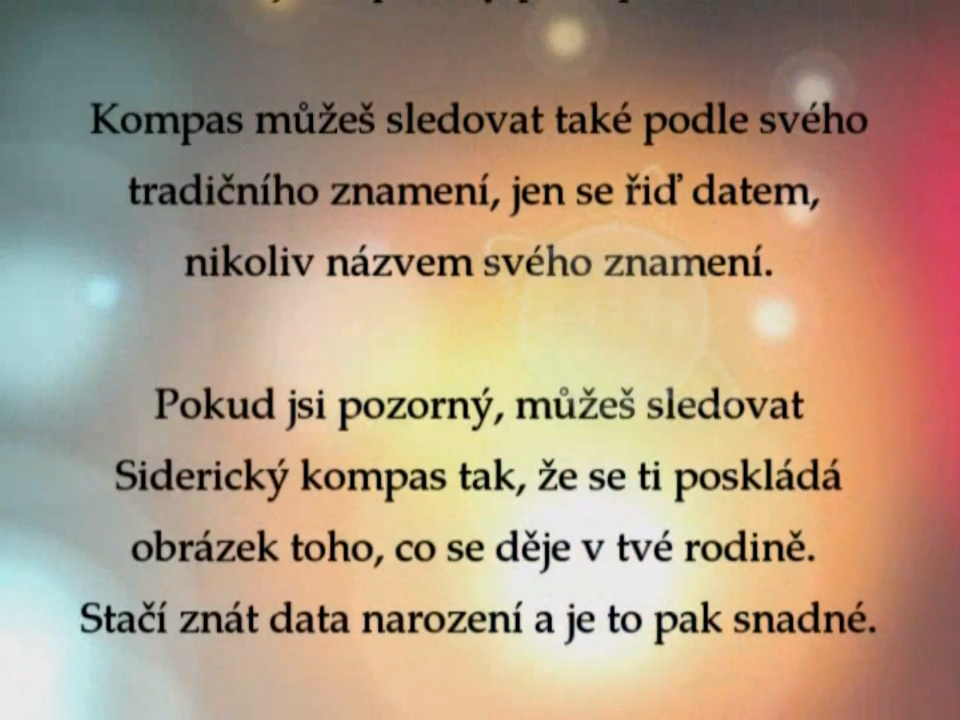 Kompas můžeš sledovat také podle svého
tradičního znamení, jen se řiď datem,
nikoliv názvem svého znamení.
Pokud jsi pozorný, můžeš sledovat
Siderický kompas tak, že se ti poskládá
obrázek toho, co se děje v tvé rodině.
Stačí znát data narození a je to pak snadné.